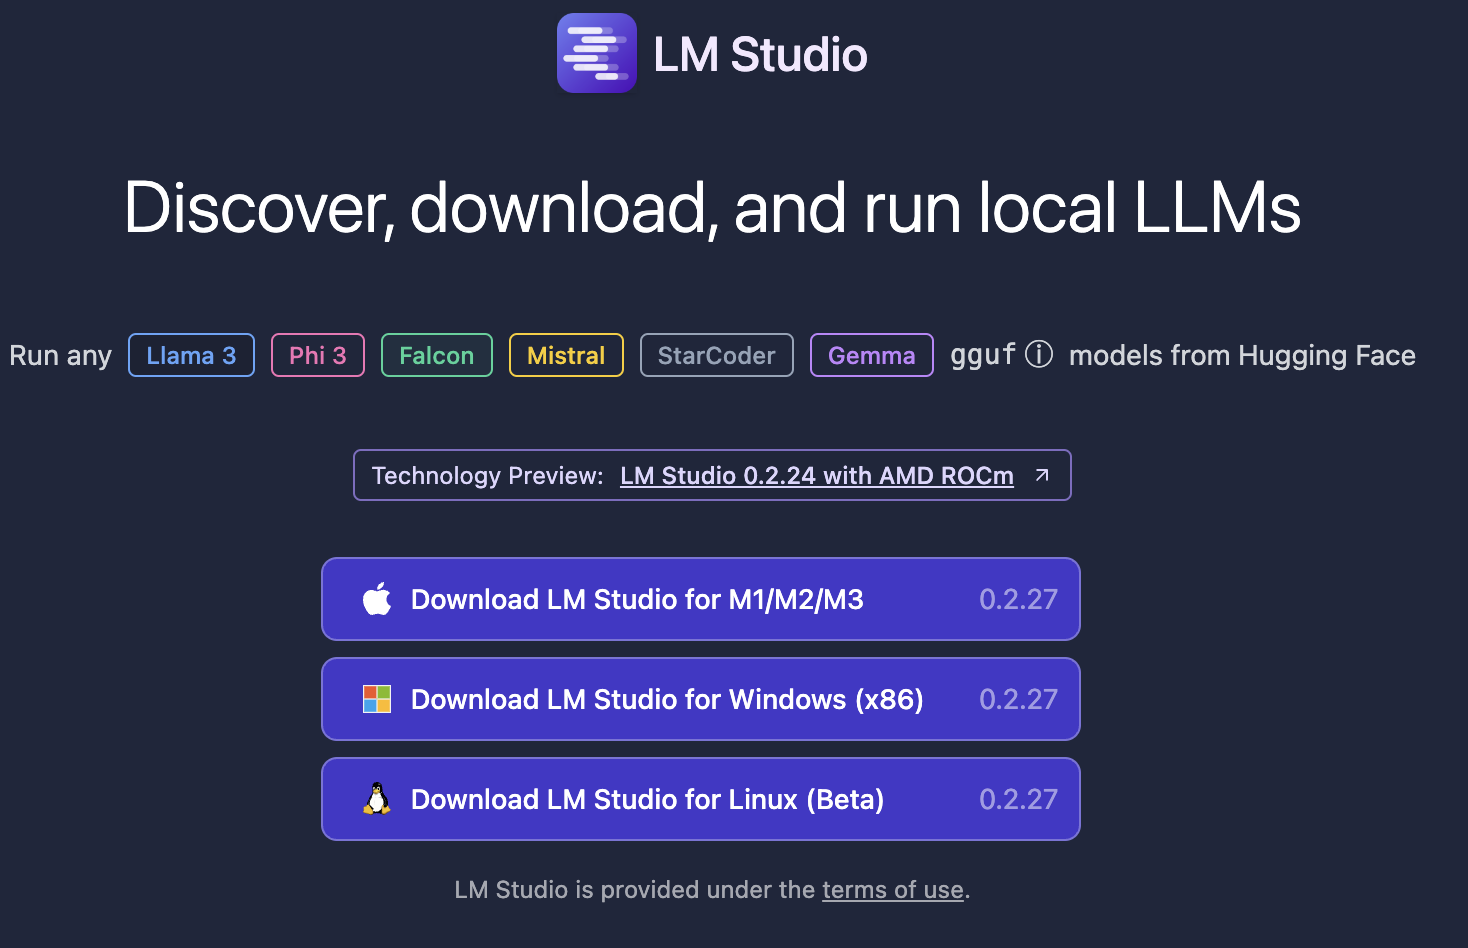 LM Studio
Discover, download, and run local LLMs
Run any Llama 3 Phi 3 Falcon Mistral StarCoder Gemma gguf ⓘ models from Hugging Face
Technology Preview: LM Studio 0.2.24 with AMD ROCm ↗
Download LM Studio for M1/M2/M3 0.2.27
Download LM Studio for Windows (x86) 0.2.27
Download LM Studio for Linux (Beta) 0.2.27
LM Studio is provided under the terms of use.